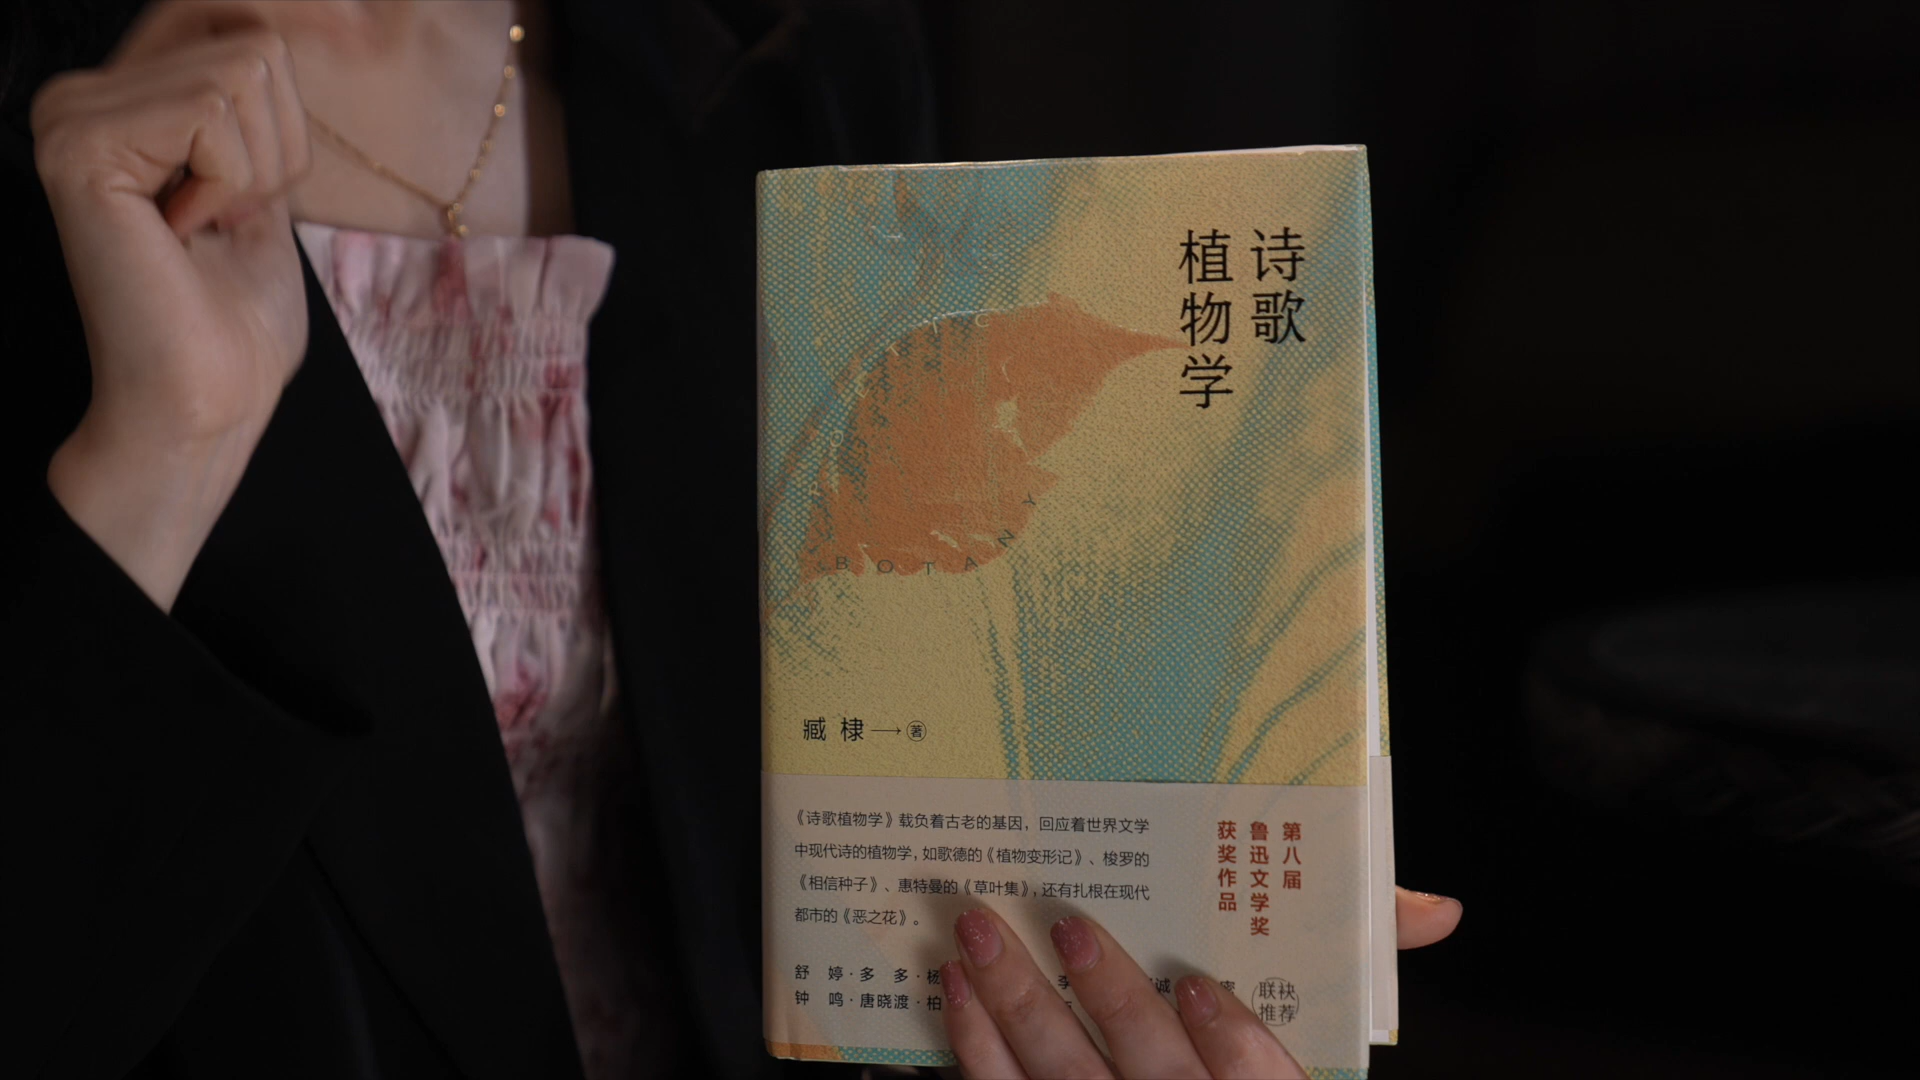 诗歌
植物学
BOTANY
臧 棣 → 著
《诗歌植物学》载负着古老的基因，回应着世界文学
中现代诗的植物学，如歌德的《植物变形记》、梭罗的
《相信种子》、惠特曼的《草叶集》，还有扎根在现代
都市的《恶之花》。
第八届
鲁迅文学奖
获奖作品
舒 婷·多 多·杨
李
诚
钟 鸣·唐晓渡·柏
联袂
推荐